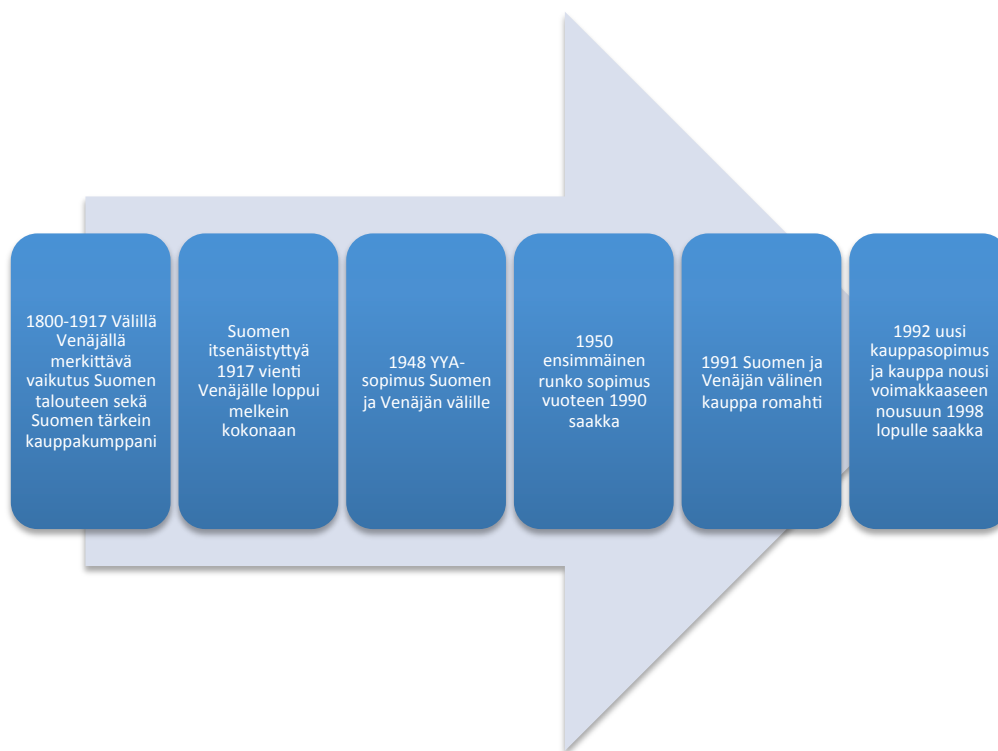 1800-1917 Välillä
Venäjällä
merkittävä
vaikutus Suomen
talouteen sekä
Suomen tärkein
kauppakumppani
Suomen
itsenäistyttyä
1917 vienti
Venäjälle loppui
melkein
kokonaan
1948 YYA-
sopimus Suomen
ja Venäjän välille
1950
ensimmäinen
runko sopimus
vuoteen 1990
saakka
1991 Suomen ja
Venäjän välinen
kauppa romahti
1992 uusi
kauppasopimus
ja kauppa nousi
voimakkaaseen
nousuun 1998
lopulle saakka